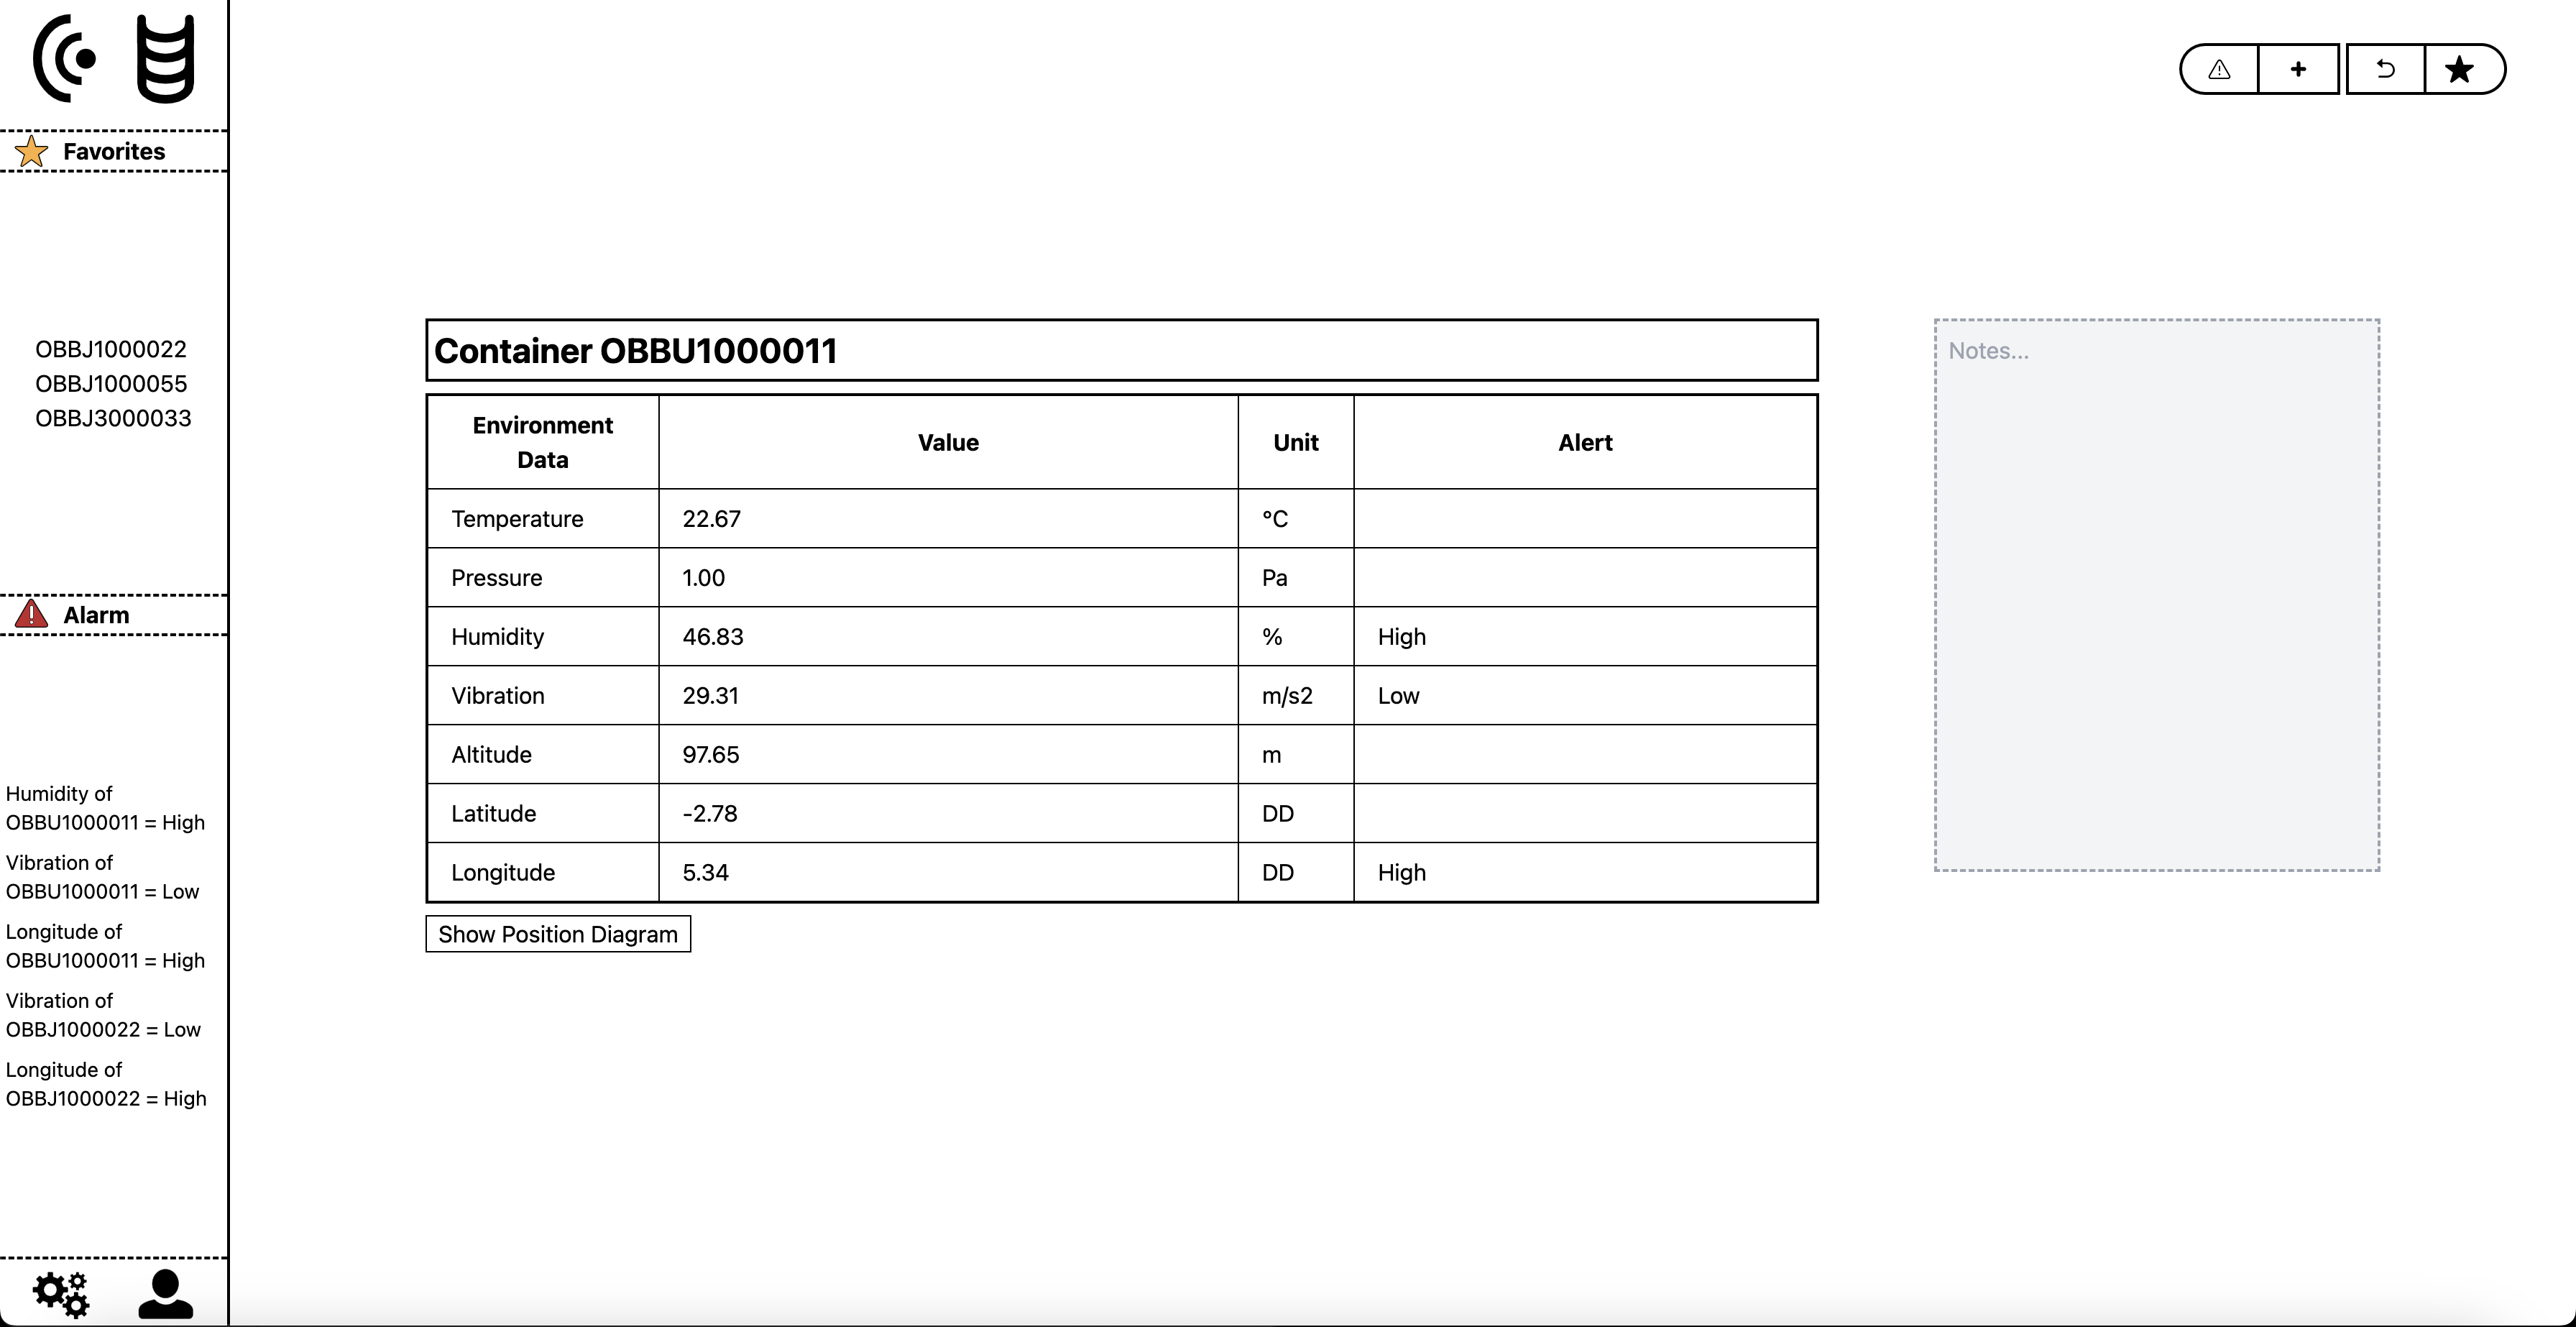 Favorites
OBBJ1000022
OBBJ1000055
OBBJ3000033
Alarm
Humidity of
OBBU1000011 = High
Vibration of
OBBU1000011 = Low
Longitude of
OBBU1000011 = High
Vibration of
OBBJ1000022 = Low
Longitude of
OBBJ1000022 = High
Container OBBU1000011
Environment
Data
Value
Unit
Alert
Temperature 22.67 °C
Pressure 1.00 Pa
Humidity 46.83 % High
Vibration 29.31 m/s2 Low
Altitude 97.65 m
Latitude -2.78 DD
Longitude 5.34 DD High
Show Position Diagram
Notes...